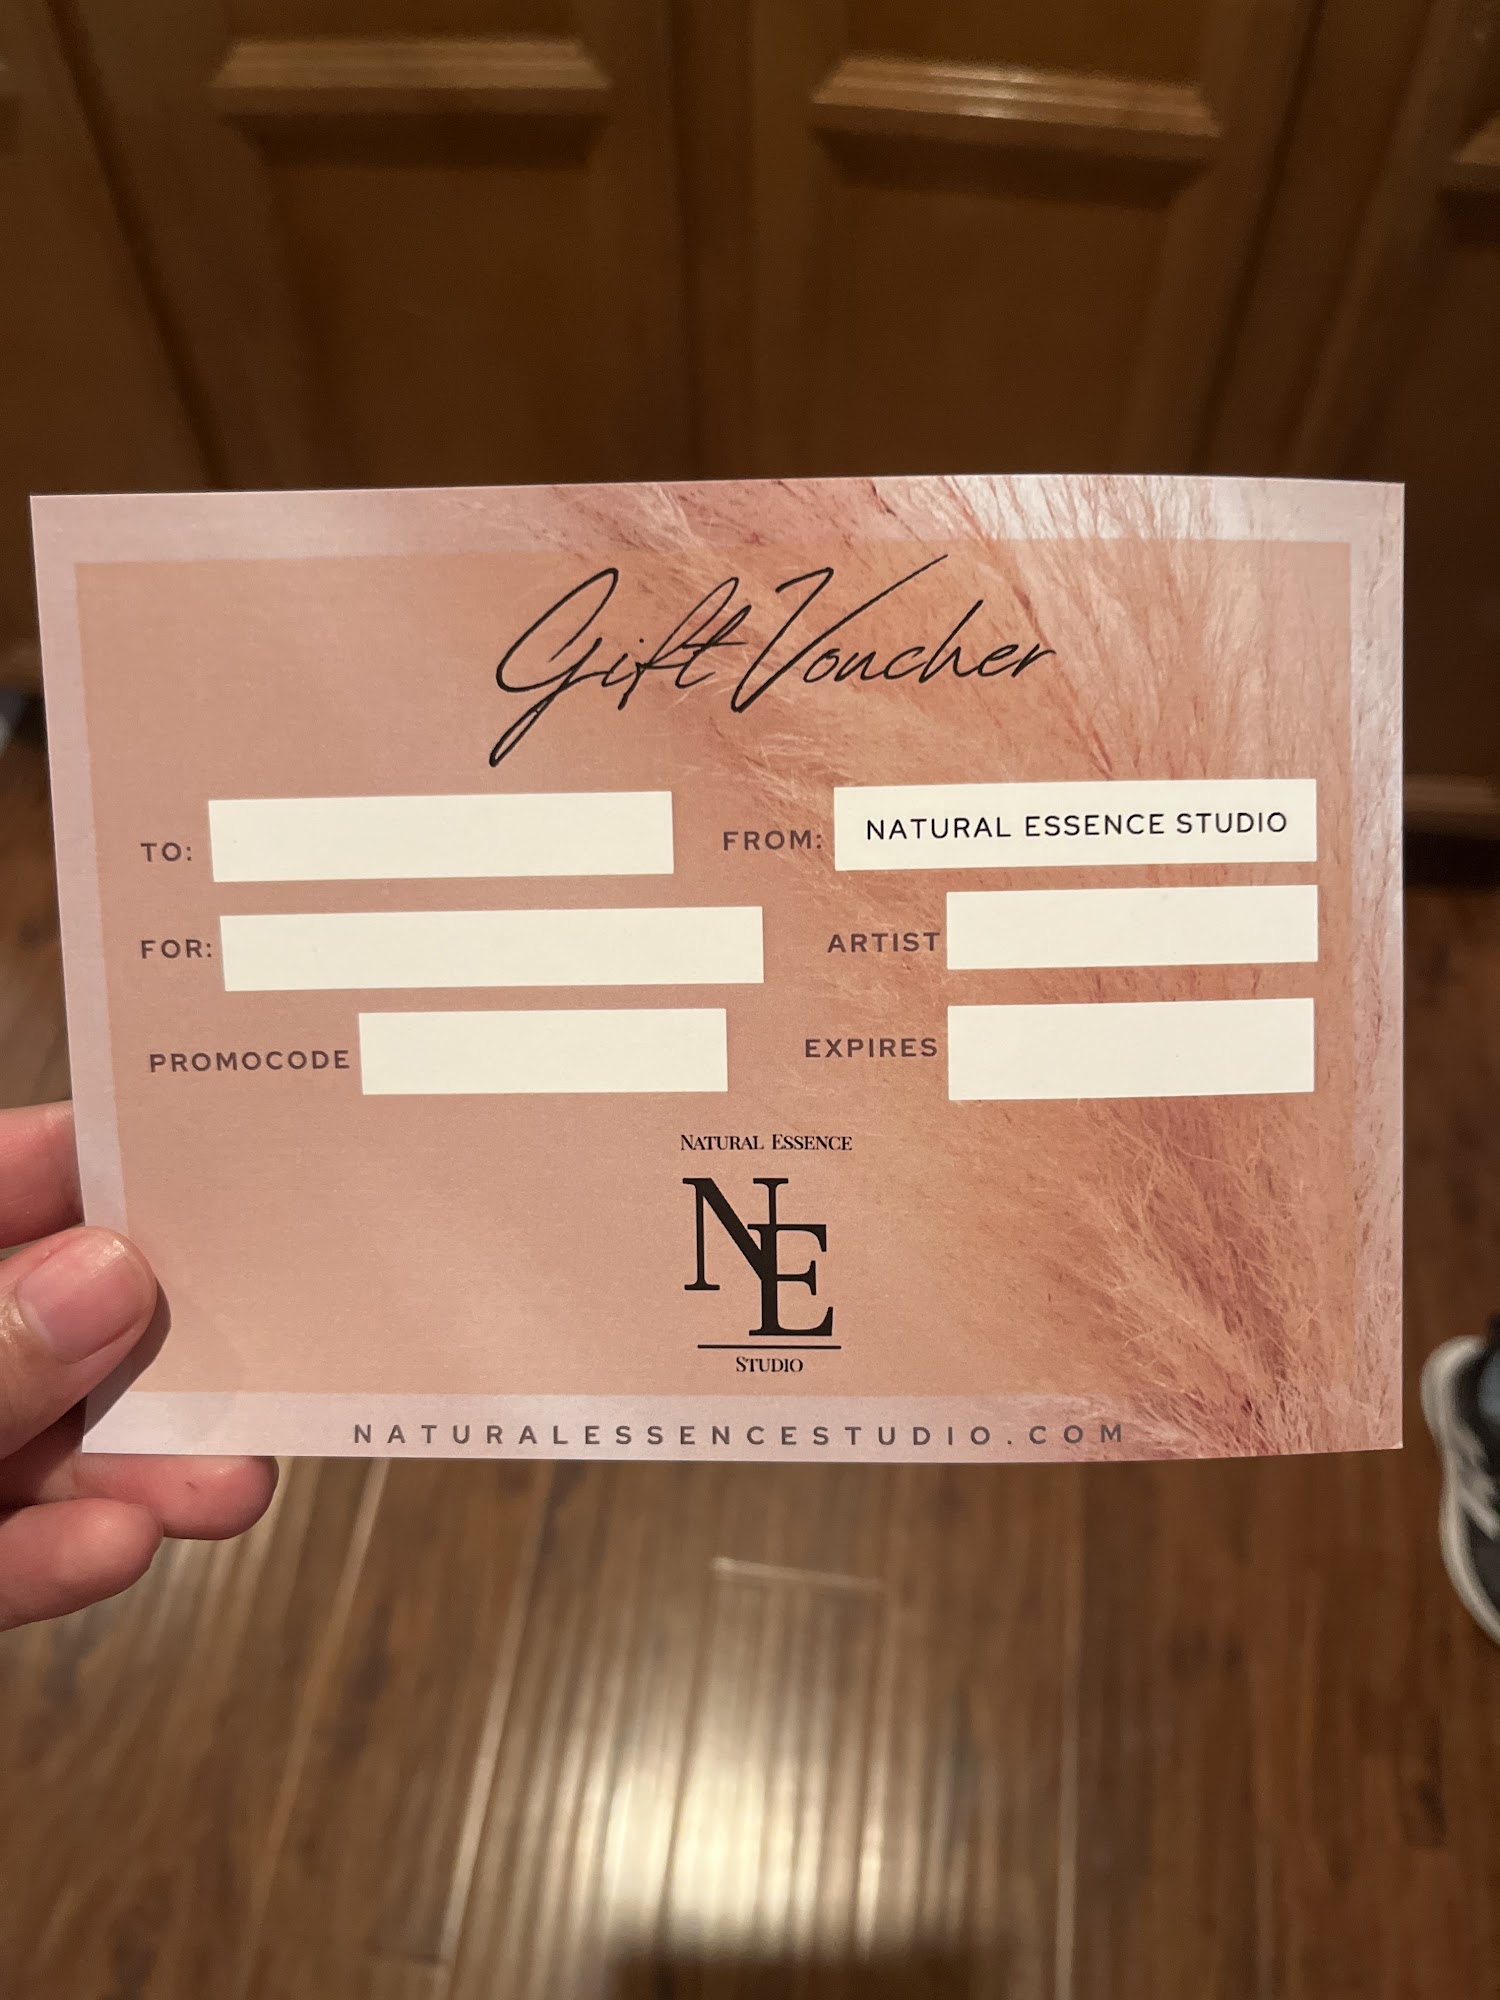 Gift Voucher
TO:
FROM: NATURAL ESSENCE STUDIO
FOR:
ARTIST
PROMOCODE
EXPIRES
NATURAL ESSENCE
NE
STUDIO
NATURALESSENCESTUDIO.COM